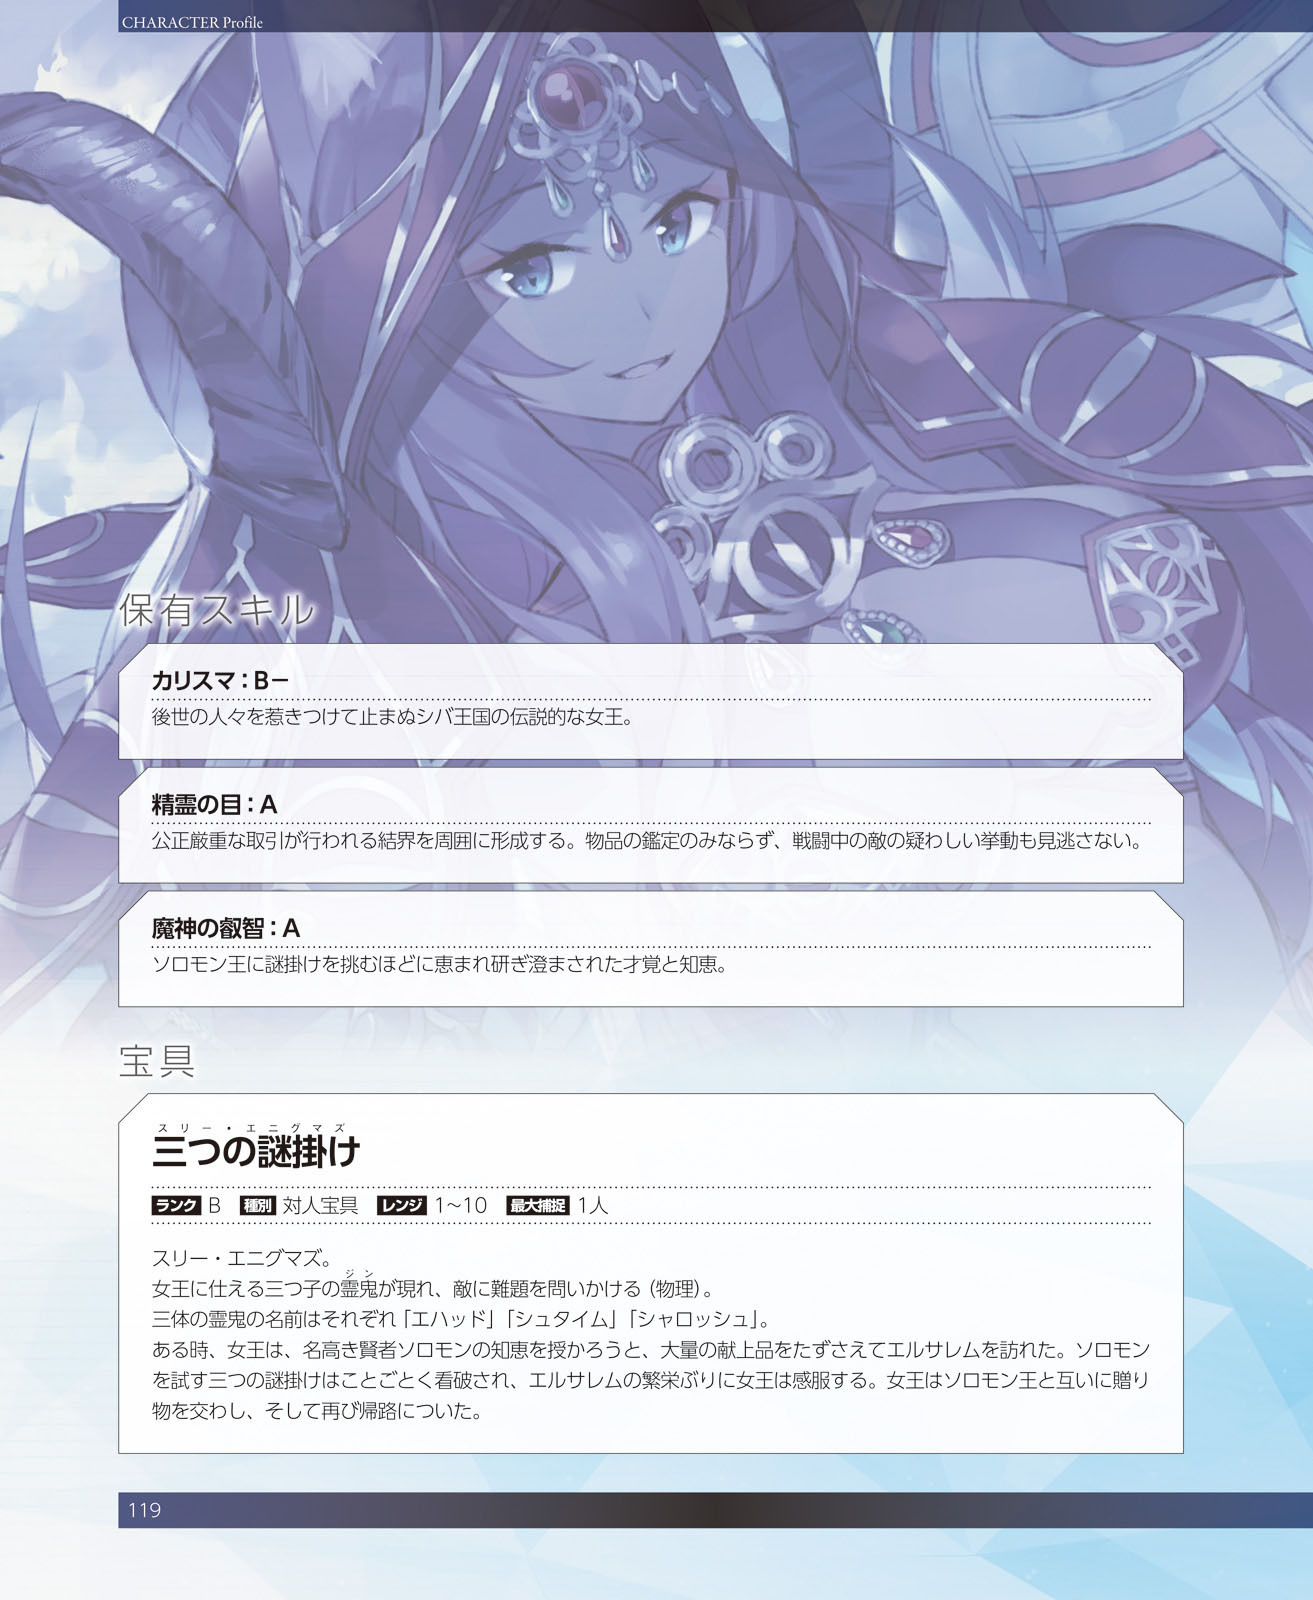 CHARACTER Profile
保有スキル
カリスマ：B－
後世の人々を惹きつけて止まぬシバ王国の伝説的な女王。
精霊の目：A
公正厳重な取引が行われる結界を周囲に形成する。物品の鑑定のみならず、戦闘中の敵の疑わしい挙動も見逃さない。
魔神の叡智：A
ソロモン王に謎掛けを挑むほどに恵まれ研ぎ澄まされた才覚と知恵。
宝具
スリー・エニグマズ
三つの謎掛け
ランク B 種別 対人宝具 レンジ 1～10 最大捕捉 1人
スリー・エニグマズ。
ジン
女王に仕える三つ子の霊鬼が現れ、敵に難題を問いかける（物理）。
三体の霊鬼の名前はそれぞれ「エハッド」「シュタイム」「シャロッシュ」。
ある時、女王は、名高き賢者ソロモンの知恵を授かろうと、大量の献上品をたずさえてエルサレムを訪れた。ソロモン
を試す三つの謎掛けはことごとく看破され、エルサレムの繁栄ぶりに女王は感服する。女王はソロモン王と互いに贈り
物を交わし、そして再び帰路についた。
119